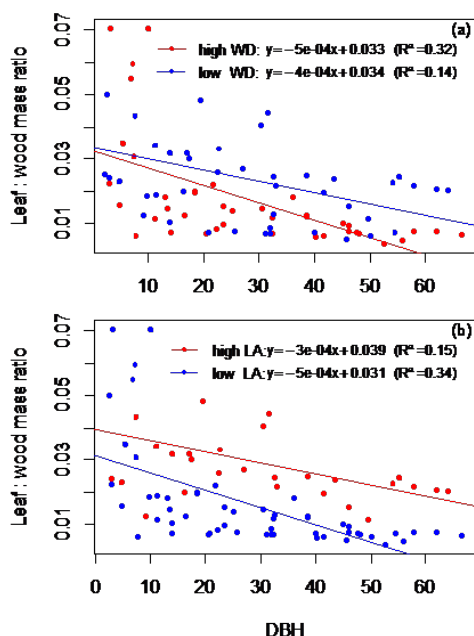 (a)
high WD: y=−5e−04x+0.033 (R²=0.32)
low WD: y=−4e−04x+0.034 (R²=0.14)
Leaf : wood mass ratio
0.07
0.05
0.03
0.01
10 20 30 40 50 60
(b)
high LA:y=−3e−04x+0.039 (R²=0.15)
low LA:y=−5e−04x+0.031 (R²=0.34)
Leaf : wood mass ratio
0.07
0.05
0.03
0.01
0 10 20 30 40 50 60
DBH